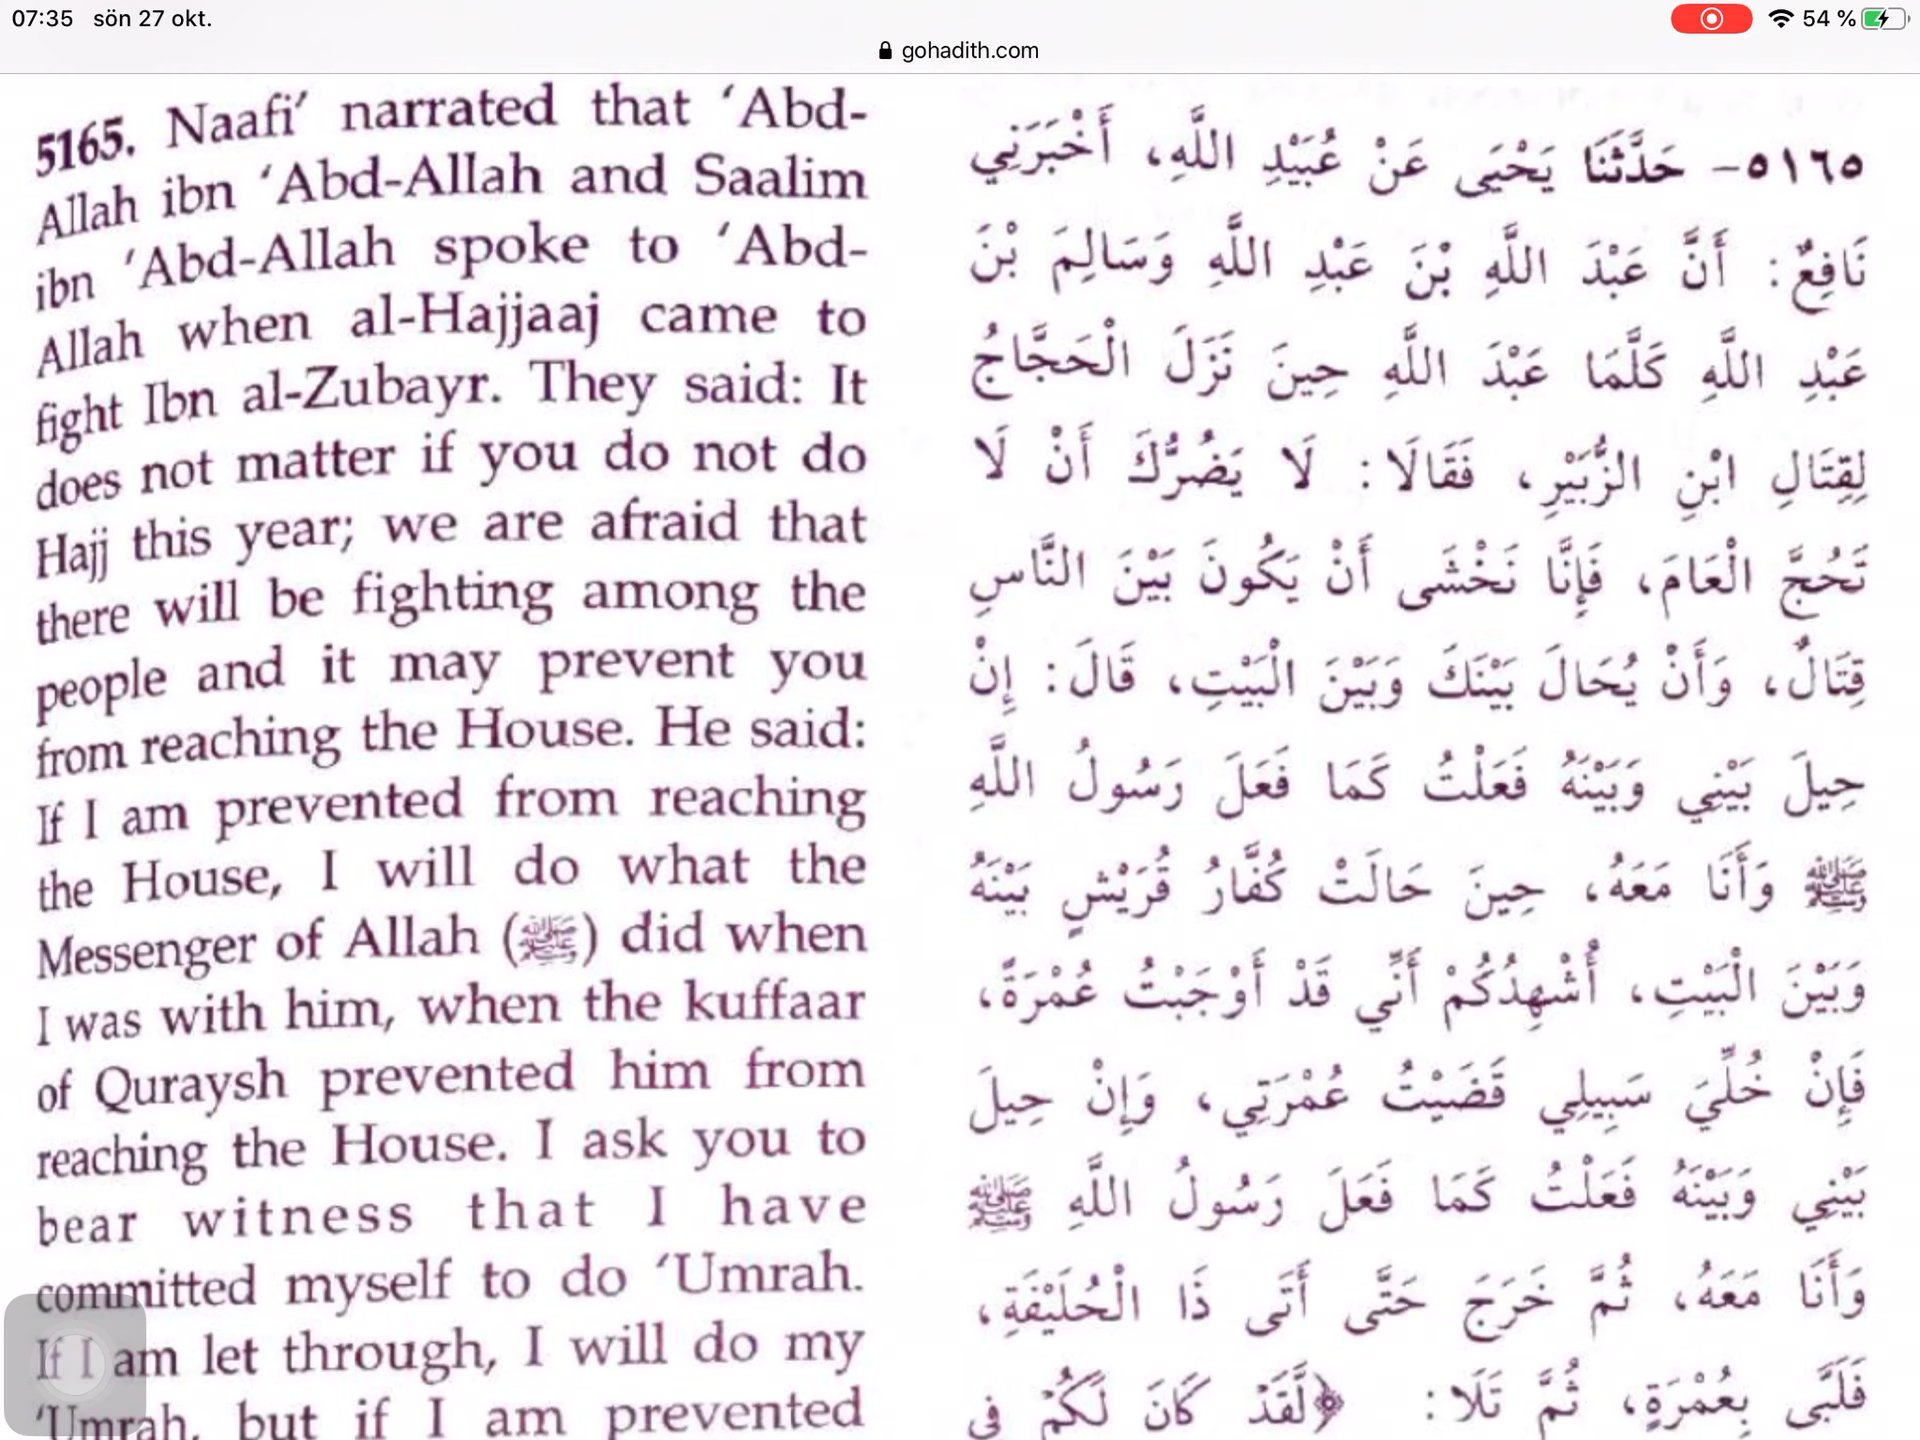 07:35 sön 27 okt.
54 %
gohadith.com
5165. Naafi‘ narrated that ‘Abd-
Allah ibn ‘Abd-Allah and Saalim
ibn ‘Abd-Allah spoke to ‘Abd-
Allah when al-Hajjaaj came to
fight Ibn al-Zubayr. They said: It
does not matter if you do not do
Hajj this year; we are afraid that
there will be fighting among the
people and it may prevent you
from reaching the House. He said:
If I am prevented from reaching
the House, I will do what the
Messenger of Allah (ﷺ) did when
I was with him, when the kuffaar
of Quraysh prevented him from
reaching the House. I ask you to
bear witness that I have
committed myself to do ‘Umrah.
If I am let through, I will do my
‘Umrah, but if I am prevented
٥١٦٥- حَدَّثَنَا يَحْيَى عَنْ عُبَيْدِ اللَّهِ، أَخْبَرَنِي
نَافِعٌ: أَنَّ عَبْدَ اللَّهِ بْنَ عَبْدِ اللَّهِ وَسَالِمَ بْنَ
عَبْدِ اللَّهِ كَلَّمَا عَبْدَ اللَّهِ حِينَ نَزَلَ الْحَجَّاجُ
لِقِتَالِ ابْنِ الزُّبَيْرِ، فَقَالَا: لَا يَضُرُّكَ أَنْ لَا
تَحُجَّ الْعَامَ، فَإِنَّا نَخْشَى أَنْ يَكُونَ بَيْنَ النَّاسِ
قِتَالٌ، وَأَنْ يُحَالَ بَيْنَكَ وَبَيْنَ الْبَيْتِ، قَالَ: إِنْ
حِيلَ بَيْنِي وَبَيْنَهُ فَعَلْتُ كَمَا فَعَلَ رَسُولُ اللَّهِ
ﷺ وَأَنَا مَعَهُ، حِينَ حَالَتْ كُفَّارُ قُرَيْشٍ بَيْنَهُ
وَبَيْنَ الْبَيْتِ، أُشْهِدُكُمْ أَنِّي قَدْ أَوْجَبْتُ عُمْرَةً،
فَإِنْ خُلِّيَ سَبِيلِي قَضَيْتُ عُمْرَتِي، وَإِنْ حِيلَ
بَيْنِي وَبَيْنَهُ فَعَلْتُ كَمَا فَعَلَ رَسُولُ اللَّهِ ﷺ
وَأَنَا مَعَهُ، ثُمَّ خَرَجَ حَتَّى أَتَى ذَا الْحُلَيْفَةِ،
فَلَبَّى بِعُمْرَةٍ، ثُمَّ تَلَا: ﴿لَّقَدْ كَانَ لَكُمْ فِى